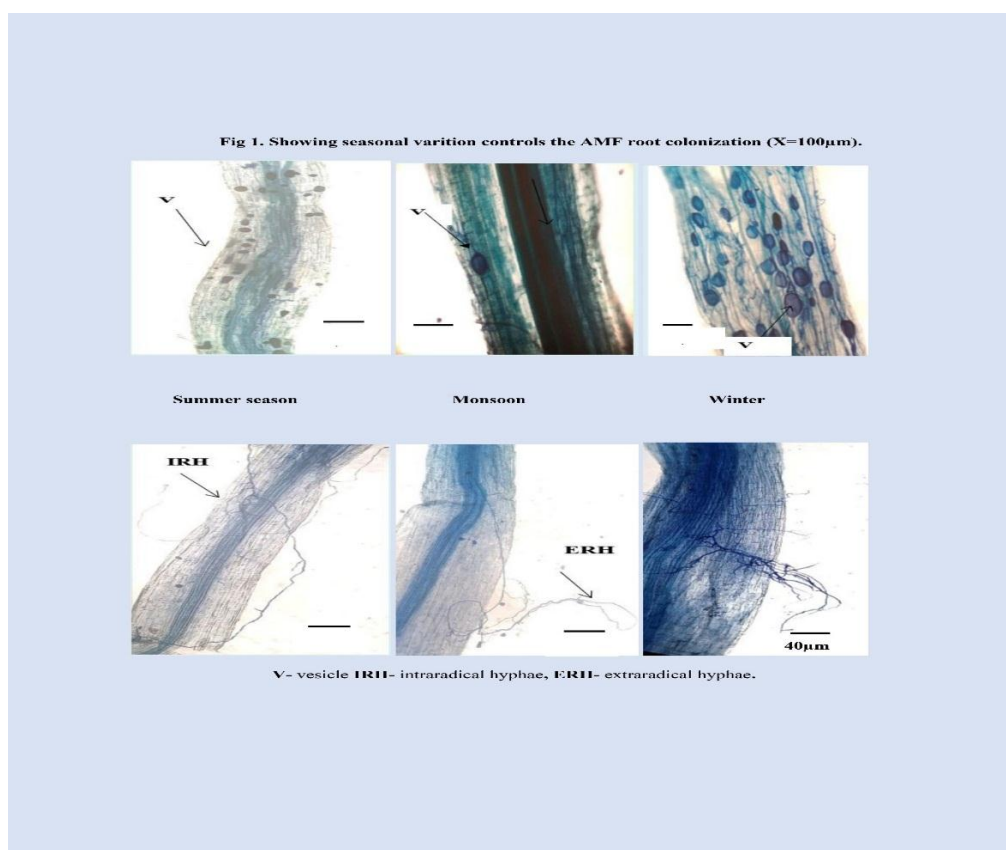 Fig 1. Showing seasonal varition controls the AMF root colonization (X=100µm).
V
V
V
Summer season
Monsoon
Winter
IRH
ERH
40µm
V- vesicle IRH- intraradical hyphae, ERH- extraradical hyphae.